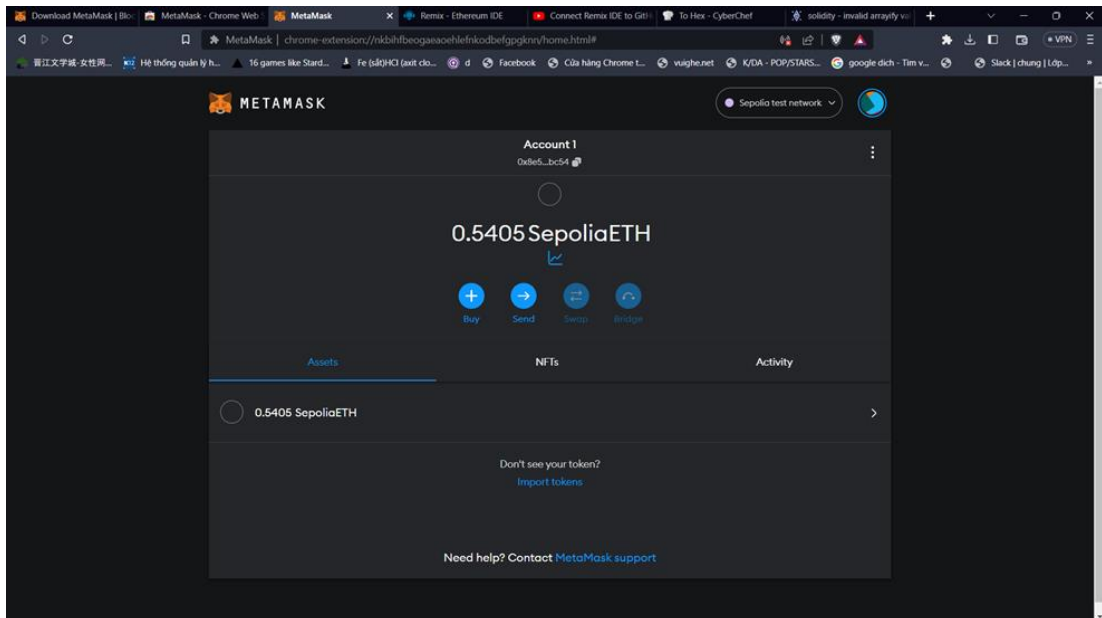 Download MetaMask | Bloc
MetaMask - Chrome Web S
MetaMask
Remix - Ethereum IDE
Connect Remix IDE to GitH
To Hex - CyberChef
solidity - invalid arrayify val
MetaMask | chrome-extension://nkbihfbeogaeaoehlefnkodbefgpgknn/home.html#
VPN
晋江文学城-女性网...
Hệ thống quản lý h...
16 games like Stard...
Fe (sắt)HCl (axit clo...
d
Facebook
Cửa hàng Chrome t...
vuighe.net
K/DA - POP/STARS...
google dich - Tìm v...
Slack | chung | Lớp...
METAMASK
Sepolia test network
Account 1
0x8e5...bc54
0.5405 SepoliaETH
Buy
Send
Swap
Bridge
Assets
NFTs
Activity
0.5405 SepoliaETH
Don't see your token?
Import tokens
Need help? Contact MetaMask support